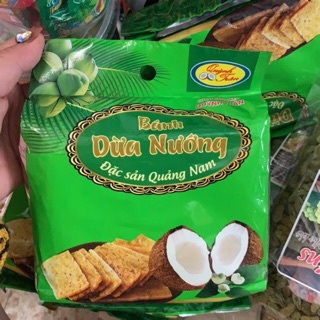 Bánh
Dừa Nướng
Đặc sản Quảng Nam